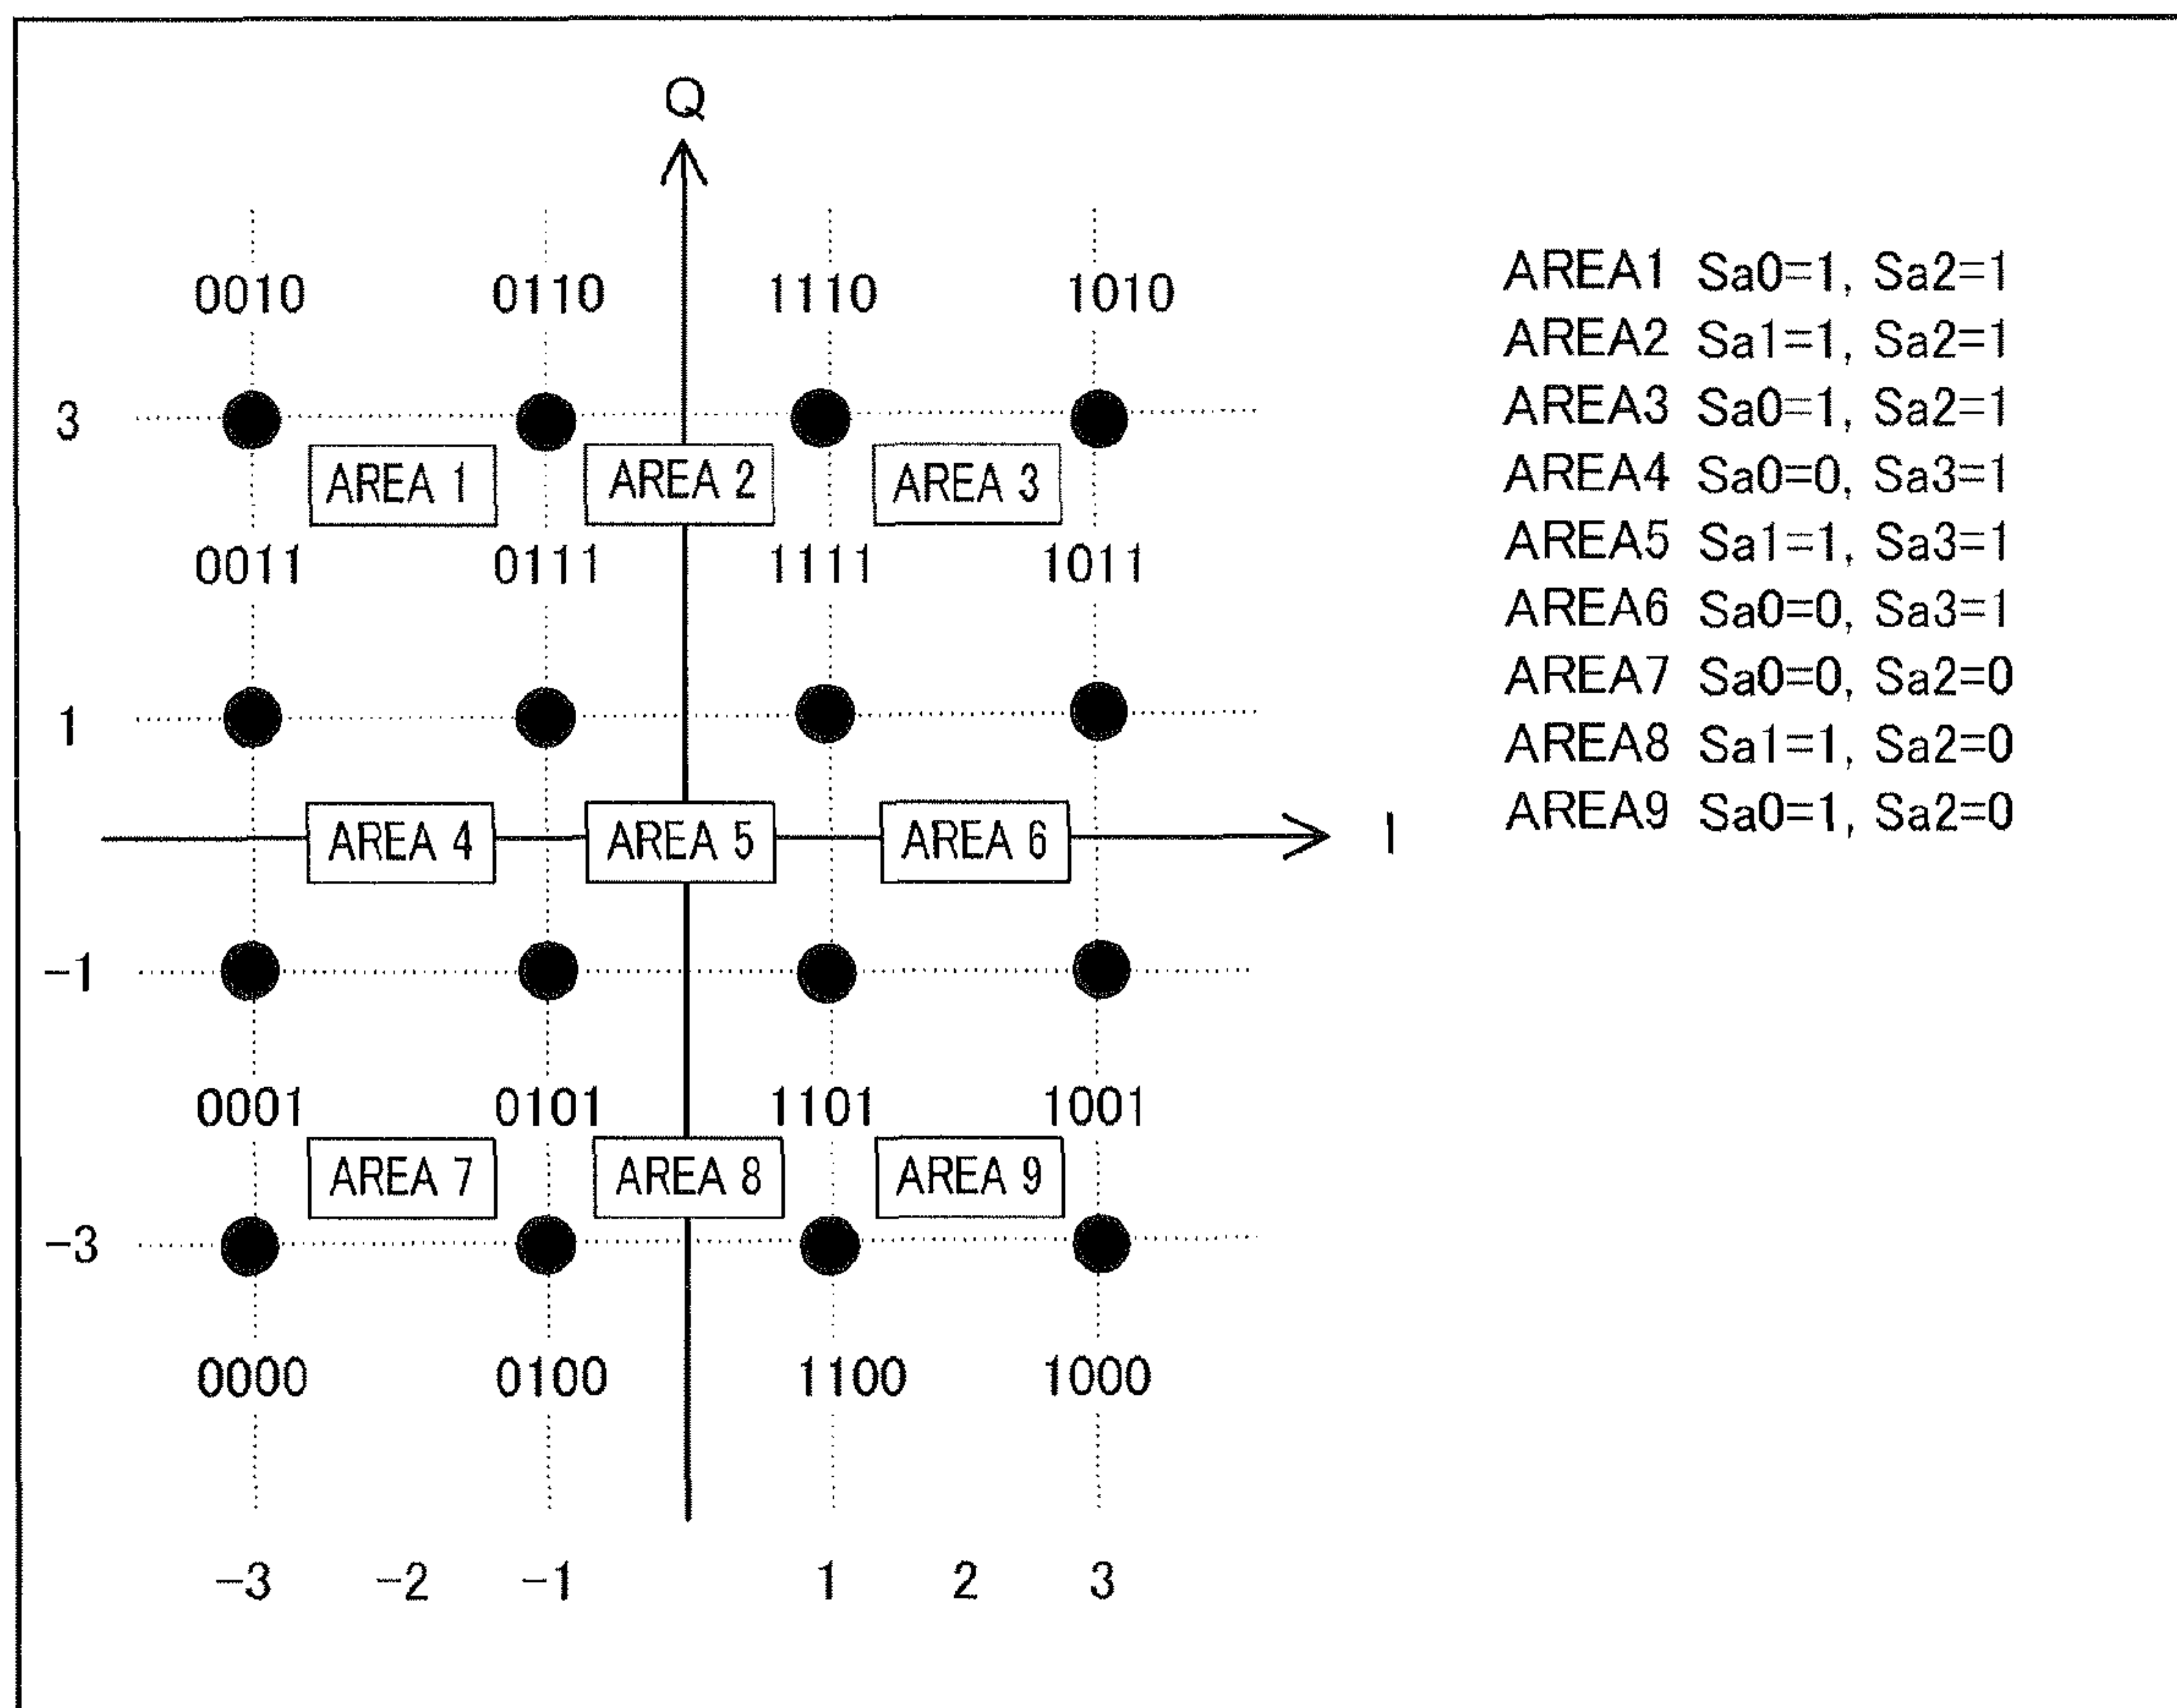 Q
0010 0110 1110 1010
3
AREA 1 AREA 2 AREA 3
0011 0111 1111 1011
1
AREA 4 AREA 5 AREA 6
I
-1
0001 0101 1101 1001
AREA 7 AREA 8 AREA 9
-3
0000 0100 1100 1000
-3 -2 -1 1 2 3
AREA1 Sa0=1, Sa2=1
AREA2 Sa1=1, Sa2=1
AREA3 Sa0=1, Sa2=1
AREA4 Sa0=0, Sa3=1
AREA5 Sa1=1, Sa3=1
AREA6 Sa0=0, Sa3=1
AREA7 Sa0=0, Sa2=0
AREA8 Sa1=1, Sa2=0
AREA9 Sa0=1, Sa2=0